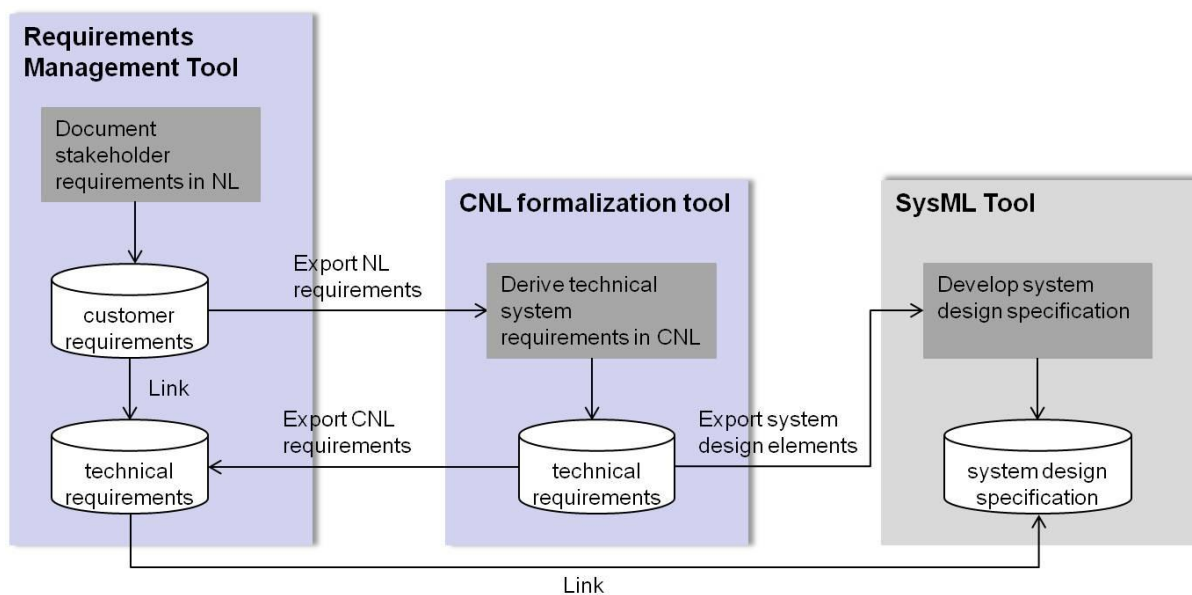 Requirements
Management Tool
Document
stakeholder
requirements in NL
customer
requirements
Link
technical
requirements
Export NL
requirements
Export CNL
requirements
CNL formalization tool
Derive technical
system
requirements in CNL
technical
requirements
Export system
design elements
SysML Tool
Develop system
design specification
system design
specification
Link